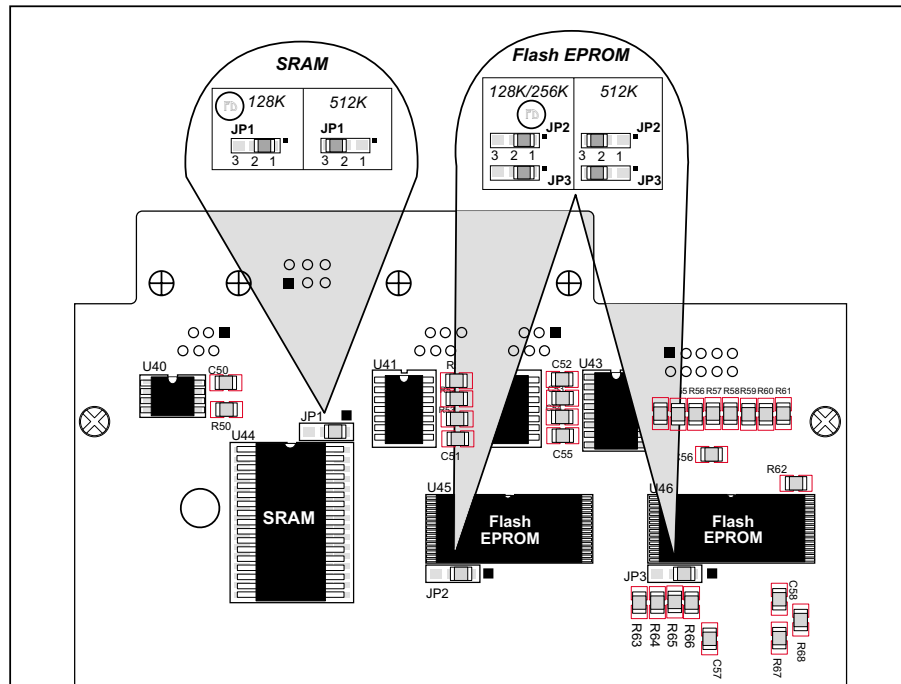 SRAM
128K 512K
JP1 JP1
3 2 1 3 2 1
Flash EPROM
128K/256K 512K
JP2 JP2
3 2 1 3 2 1
JP3 JP3
U40
C50
R50
JP1
U44
SRAM
U41
C51
C52
C55
U43
R56 R57 R58 R59 R60 R61
R62
U45
Flash
EPROM
JP2
U46
Flash
EPROM
JP3
R63 R64 R65 R66
C57
C58
R67
R68